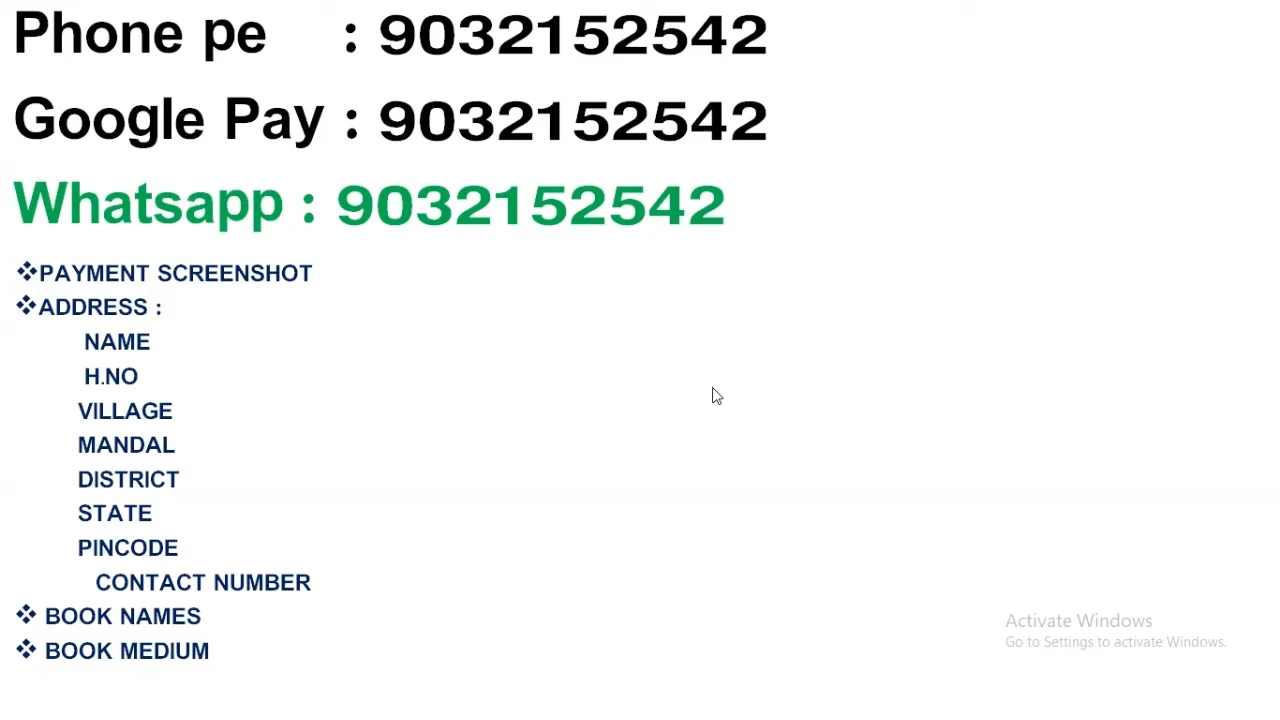 Phone pe : 9032152542
Google Pay : 9032152542
Whatsapp : 9032152542
❖PAYMENT SCREENSHOT
❖ADDRESS :
NAME
H.NO
VILLAGE
MANDAL
DISTRICT
STATE
PINCODE
CONTACT NUMBER
❖ BOOK NAMES
❖ BOOK MEDIUM
Activate Windows
Go to Settings to activate Windows.